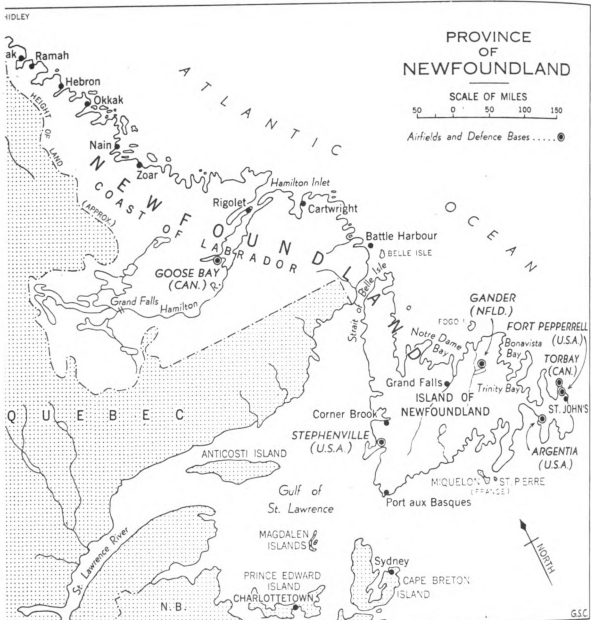 HIDLEY
PROVINCE
OF
NEWFOUNDLAND
SCALE OF MILES
50 0 50 100 150
Airfields and Defence Bases.....
ak
Ramah
Hebron
Okkak
HEIGHT OF LAND
(APPROX.)
Nain
Zoar
ATLANTIC
OCEAN
NEWFOUNDLAND
COAST
OF
LABRADOR
Hamilton Inlet
Rigolet
Cartwright
Battle Harbour
BELLE ISLE
Strait of Belle Isle
GOOSE BAY
(CAN.)
Grand Falls
Hamilton
R.
GANDER
(NFLD.)
FOGO I
FORT PEPPERRELL
(U.S.A.)
Notre Dame
Bay
Bonavista
Bay
TORBAY
(CAN.)
Grand Falls
Trinity Bay
ISLAND OF
NEWFOUNDLAND
ST. JOHN'S
QUEBEC
Corner Brook
STEPHENVILLE
(U.S.A.)
ARGENTIA
(U.S.A.)
ANTICOSTI ISLAND
MIQUELON
ST. PIERRE
(FRANCE)
Port aux Basques
Gulf of
St. Lawrence
St. Lawrence River
MAGDALEN
ISLANDS
NORTH
Sydney
PRINCE EDWARD
ISLAND
CHARLOTTETOWN
CAPE BRETON
ISLAND
N.B.
G.S.C